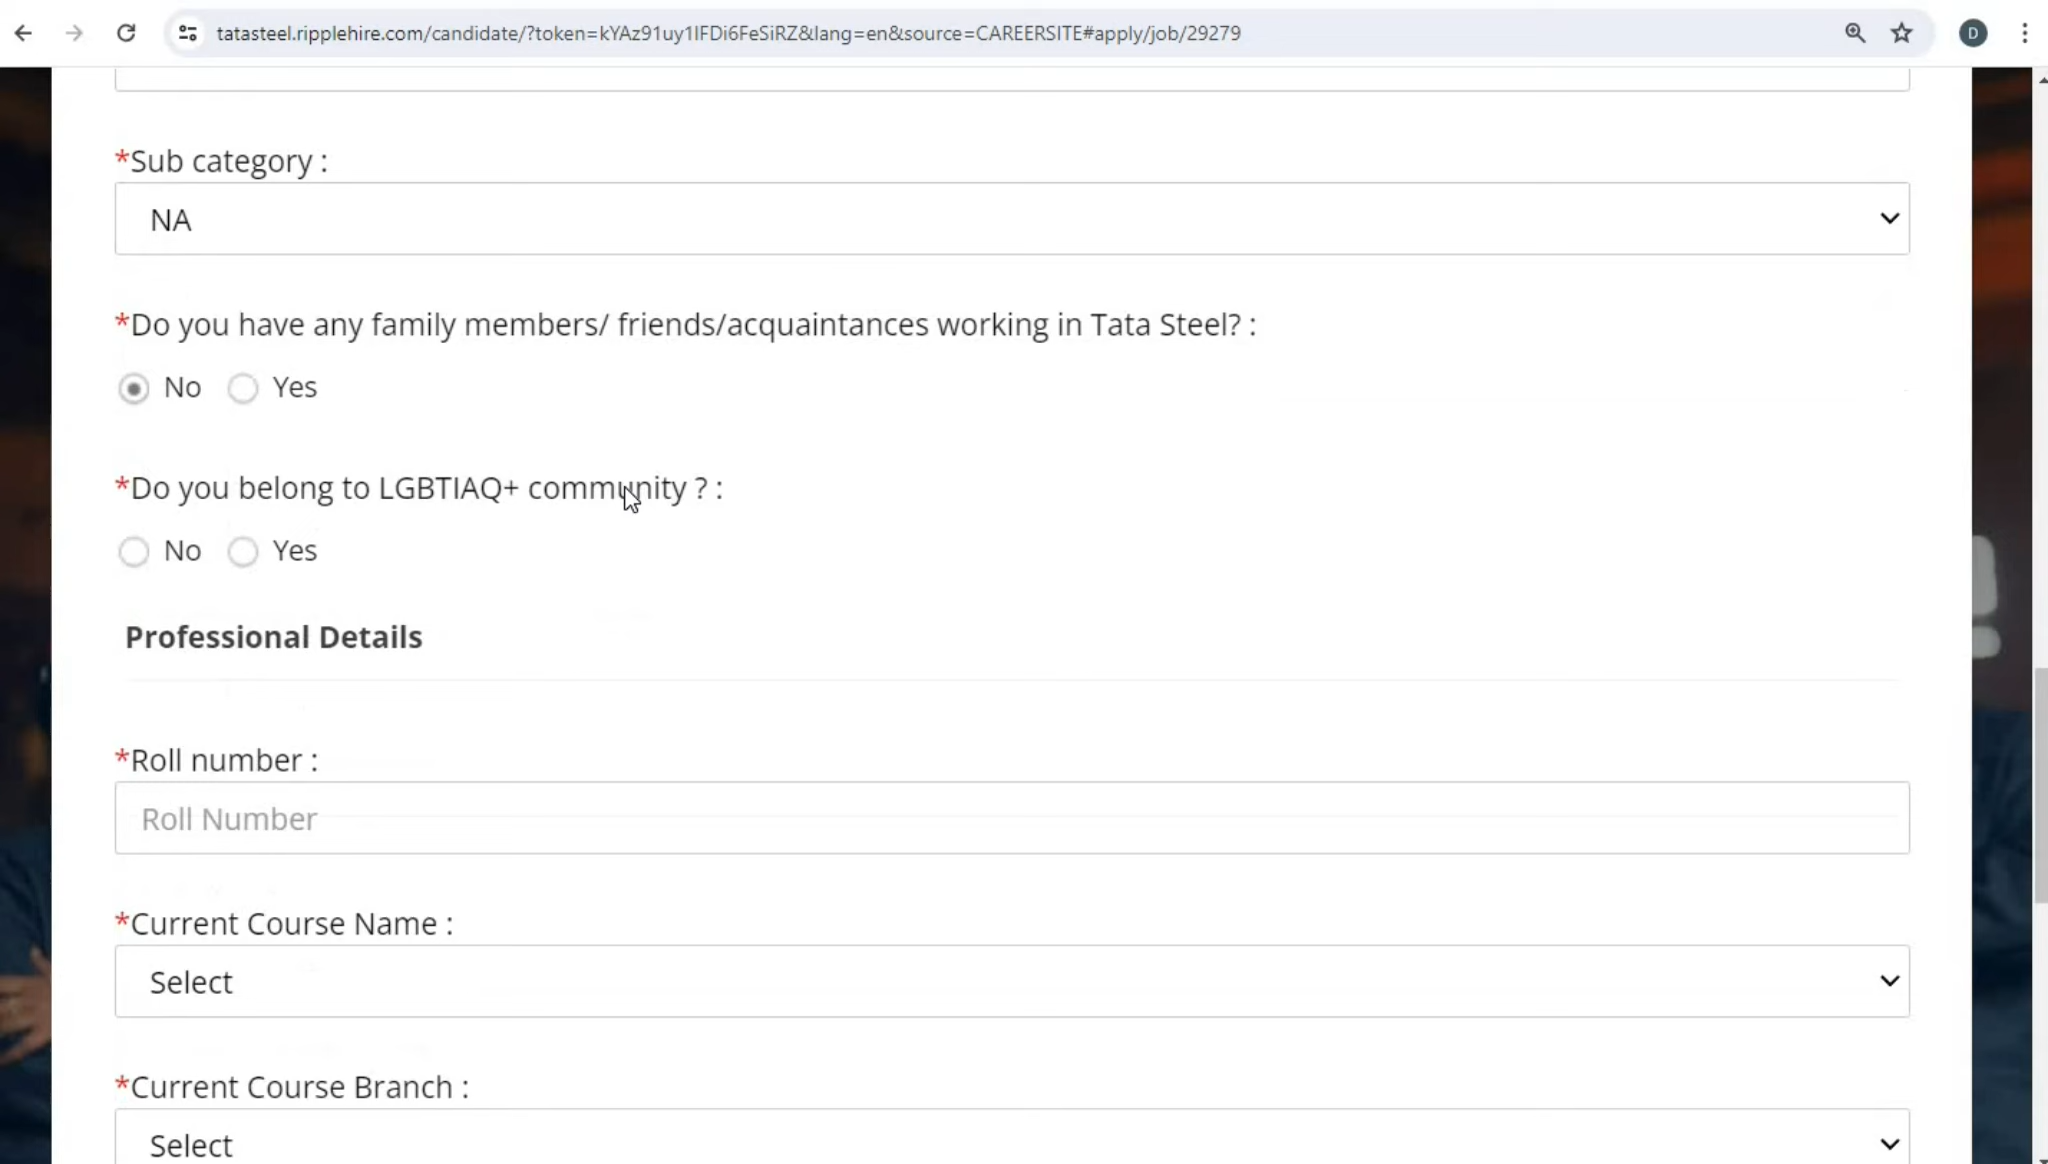 tatasteel.ripplehire.com/candidate/?token=kYAz91uy1IFDi6FeSiRZ&lang=en&source=CAREERSITE#apply/job/29279
D
*Sub category :
NA
*Do you have any family members/ friends/acquaintances working in Tata Steel? :
No Yes
*Do you belong to LGBTIAQ+ community ? :
No Yes
Professional Details
*Roll number :
Roll Number
*Current Course Name :
Select
*Current Course Branch :
Select